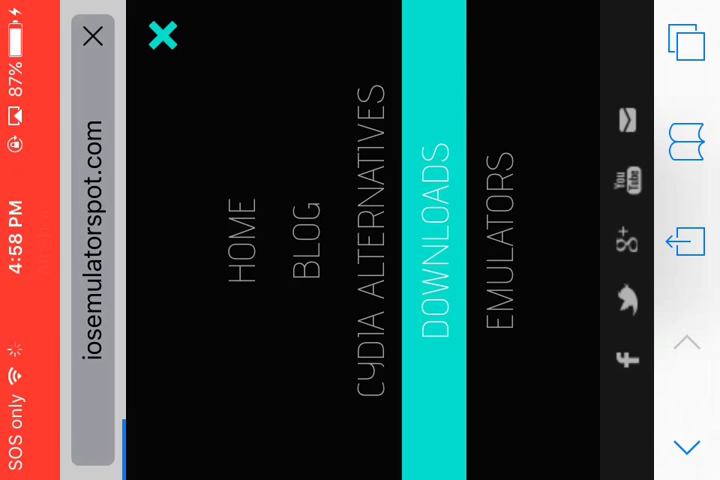 SOS only 4:58 PM 87%
iosemulatorspot.com
HOME
BLOG
CYDIA ALTERNATIVES
DOWNLOADS
EMULATORS
f g+ You Tube